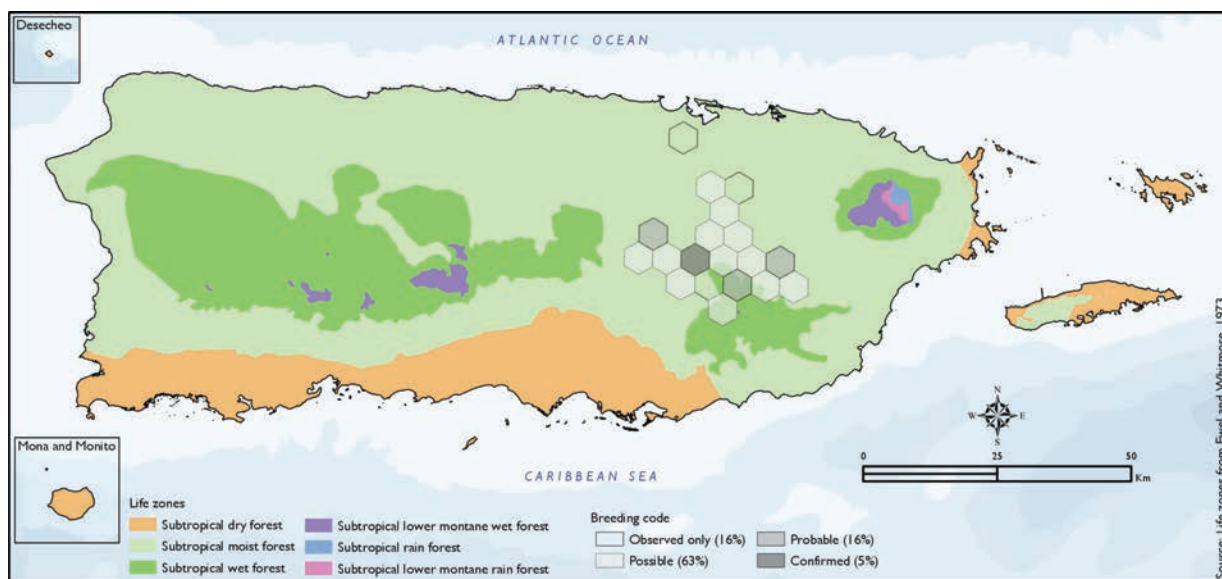 Desecheo
ATLANTIC OCEAN
W E
N
S
0 25 50
Km
Mona and Monito
CARIBBEAN SEA
Life zones
Subtropical dry forest
Subtropical moist forest
Subtropical wet forest
Subtropical lower montane wet forest
Subtropical rain forest
Subtropical lower montane rain forest
Breeding code
Observed only (16%)
Possible (63%)
Probable (16%)
Confirmed (5%)
Source: Life zones from Ewel and Whitmore, 1973.